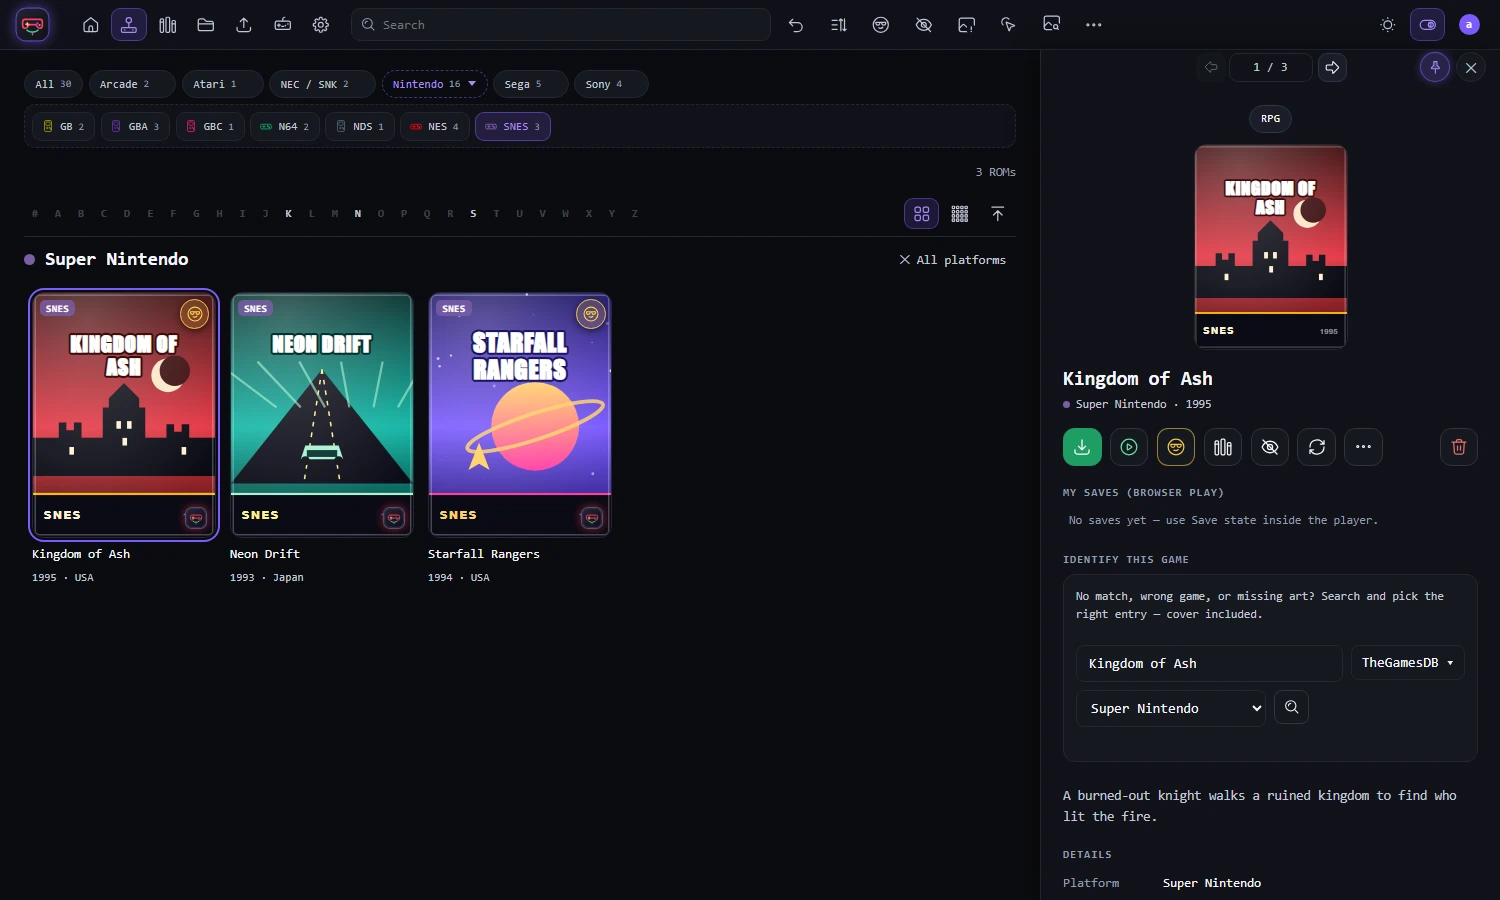 Search
a
All 30
Arcade 2
Atari 1
NEC / SNK 2
Nintendo 16
Sega 5
Sony 4
GB 2
GBA 3
GBC 1
N64 2
NDS 1
NES 4
SNES 3
3 ROMs
# A B C D E F G H I J K L M N O P Q R S T U V W X Y Z
Super Nintendo
All platforms
SNES
KINGDOM OF
ASH
SNES
Kingdom of Ash
1995 · USA
SNES
NEON DRIFT
SNES
Neon Drift
1993 · Japan
SNES
STARFALL
RANGERS
SNES
Starfall Rangers
1994 · USA
1 / 3
RPG
KINGDOM OF
ASH
SNES
1995
Kingdom of Ash
Super Nintendo · 1995
MY SAVES (BROWSER PLAY)
No saves yet — use Save state inside the player.
IDENTIFY THIS GAME
No match, wrong game, or missing art? Search and pick the
right entry — cover included.
Kingdom of Ash
TheGamesDB
Super Nintendo
A burned-out knight walks a ruined kingdom to find who
lit the fire.
DETAILS
Platform Super Nintendo